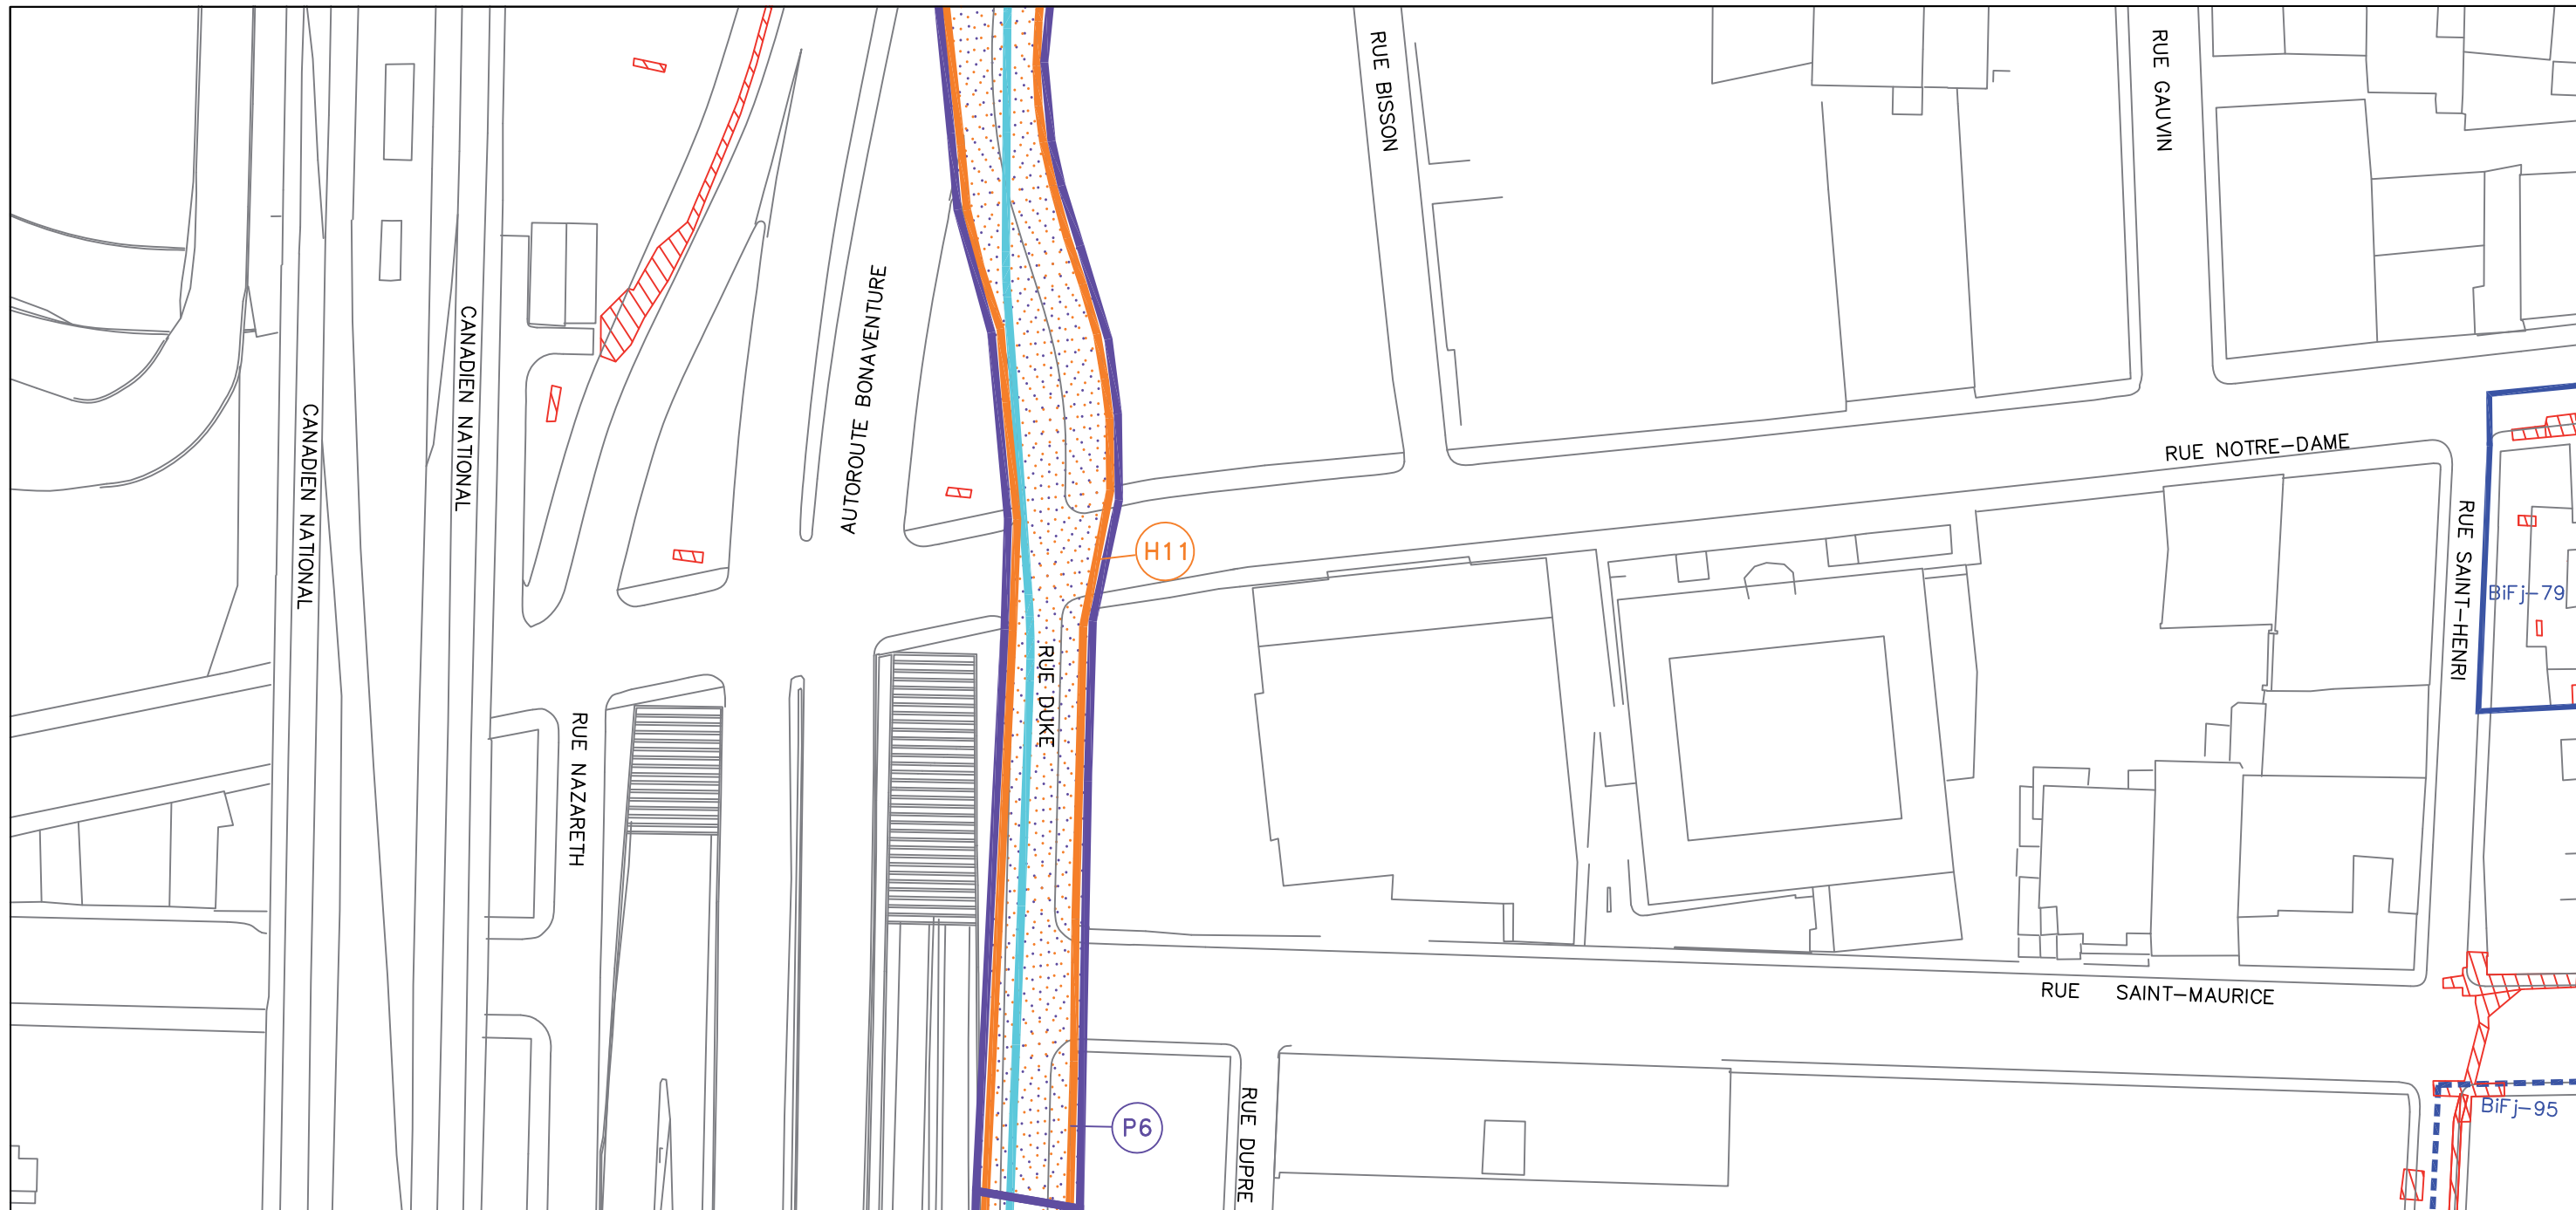 RUE BISSON
RUE GAUVIN
CANADIEN NATIONAL
CANADIEN NATIONAL
AUTOROUTE BONAVENTURE
RUE NOTRE-DAME
RUE SAINT-HENRI
H11
BiFj-79
RUE DUKE
RUE NAZARETH
RUE SAINT-MAURICE
RUE DUPRE
P6
BiFj-95